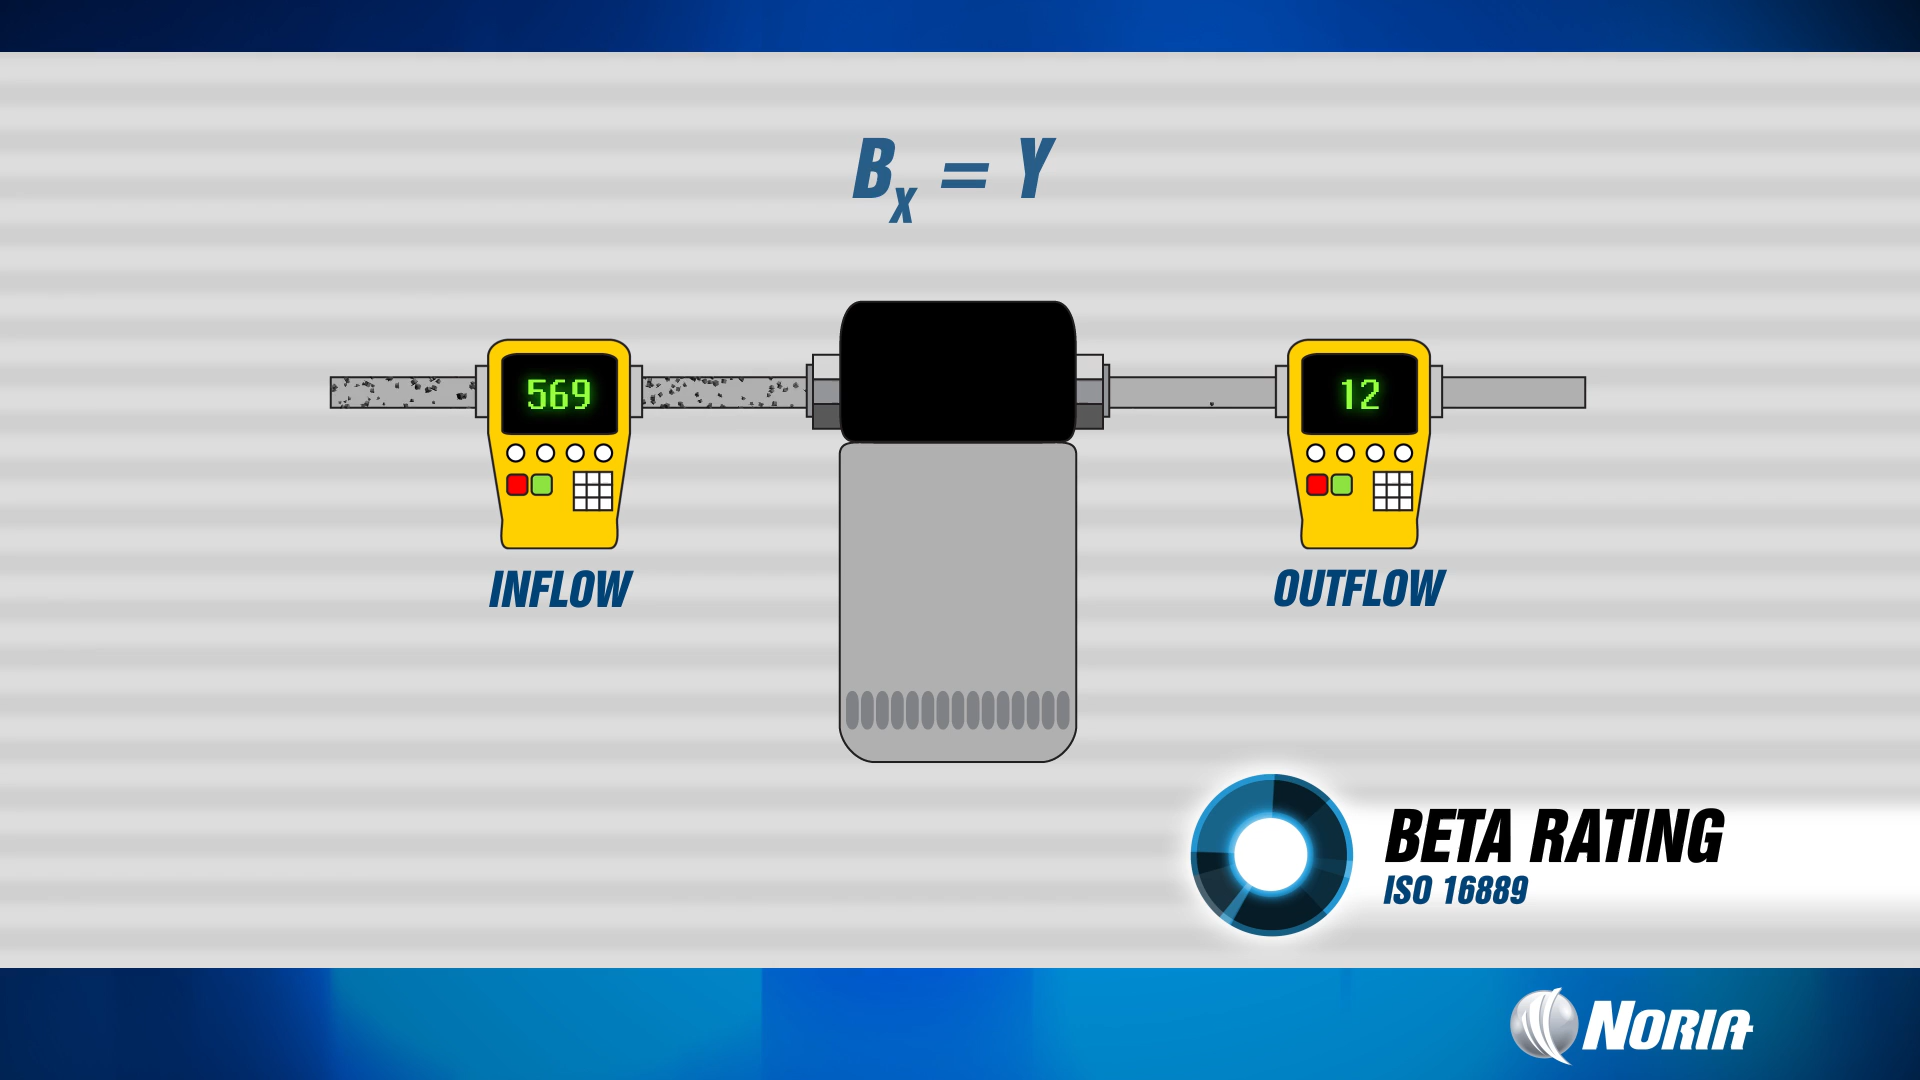 Bₓ = Y
569
12
INFLOW
OUTFLOW
BETA RATING
ISO 16889
NORIA